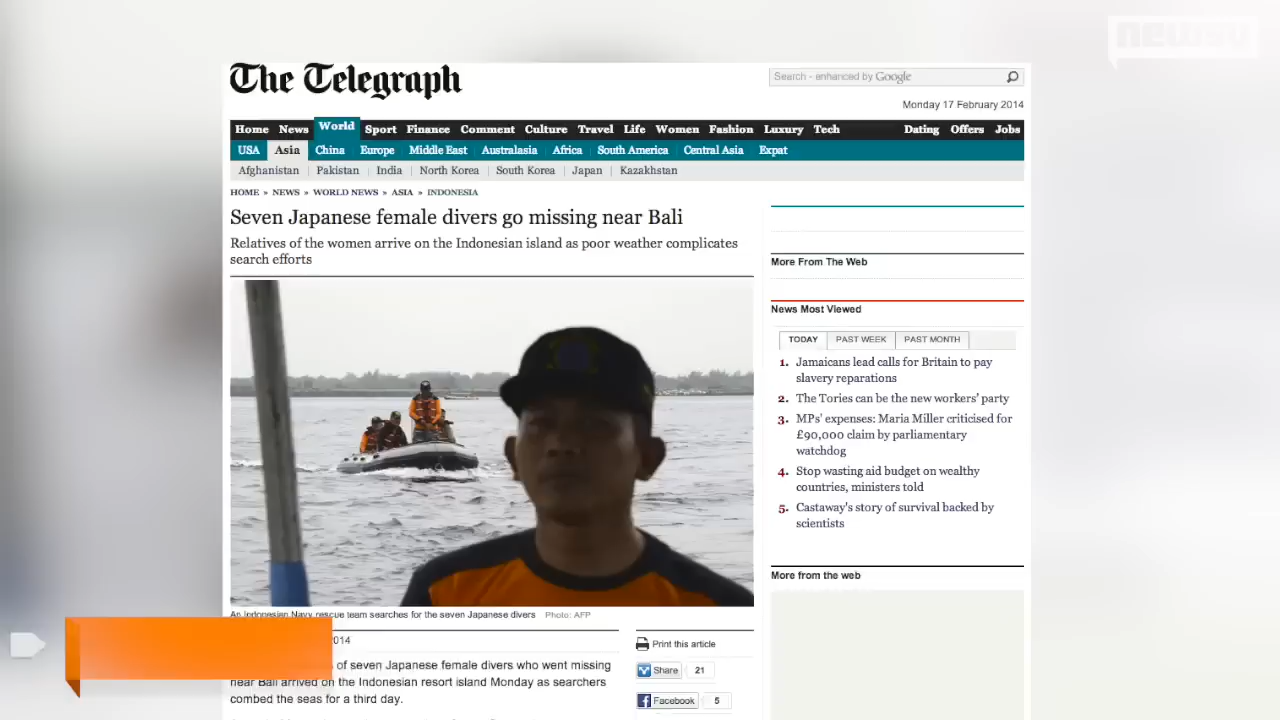 newsy
The Telegraph
Search - enhanced by Google
Monday 17 February 2014
Home News World Sport Finance Comment Culture Travel Life Women Fashion Luxury Tech Dating Offers Jobs
USA Asia China Europe Middle East Australasia Africa South America Central Asia Expat
Afghanistan | Pakistan | India | North Korea | South Korea | Japan | Kazakhstan
HOME » NEWS » WORLD NEWS » ASIA » INDONESIA
Seven Japanese female divers go missing near Bali
Relatives of the women arrive on the Indonesian island as poor weather complicates
search efforts
An Indonesian Navy rescue team searches for the seven Japanese divers Photo: AFP
2014
of seven Japanese female divers who went missing
near Bali arrived on the Indonesian resort island Monday as searchers
combed the seas for a third day.
Print this article
Share 21
Facebook 5
More From The Web
News Most Viewed
TODAY PAST WEEK PAST MONTH
1. Jamaicans lead calls for Britain to pay
slavery reparations
2. The Tories can be the new workers' party
3. MPs' expenses: Maria Miller criticised for
£90,000 claim by parliamentary
watchdog
4. Stop wasting aid budget on wealthy
countries, ministers told
5. Castaway's story of survival backed by
scientists
More from the web